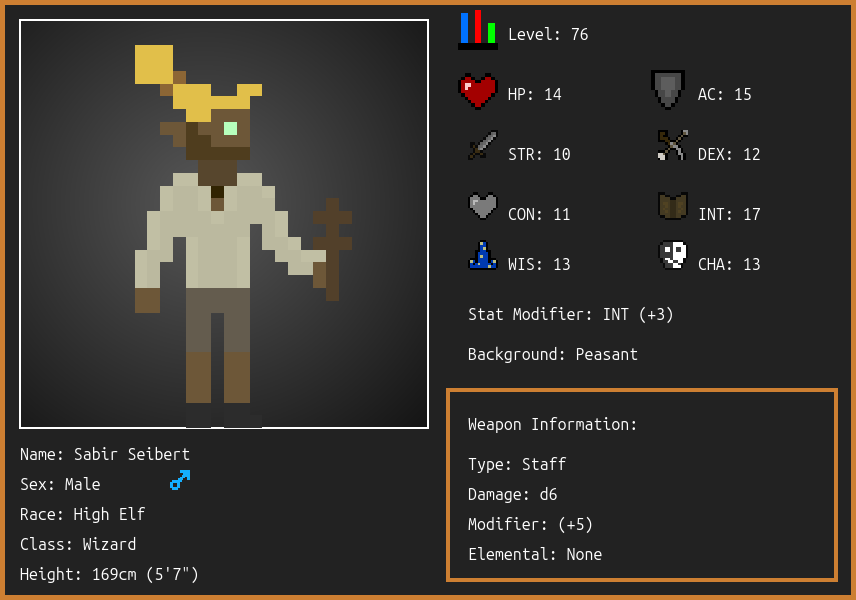 Level: 76
HP: 14
AC: 15
STR: 10
DEX: 12
CON: 11
INT: 17
WIS: 13
CHA: 13
Stat Modifier: INT (+3)
Background: Peasant
Weapon Information:
Type: Staff
Damage: d6
Modifier: (+5)
Elemental: None
Name: Sabir Seibert
Sex: Male
Race: High Elf
Class: Wizard
Height: 169cm (5'7")